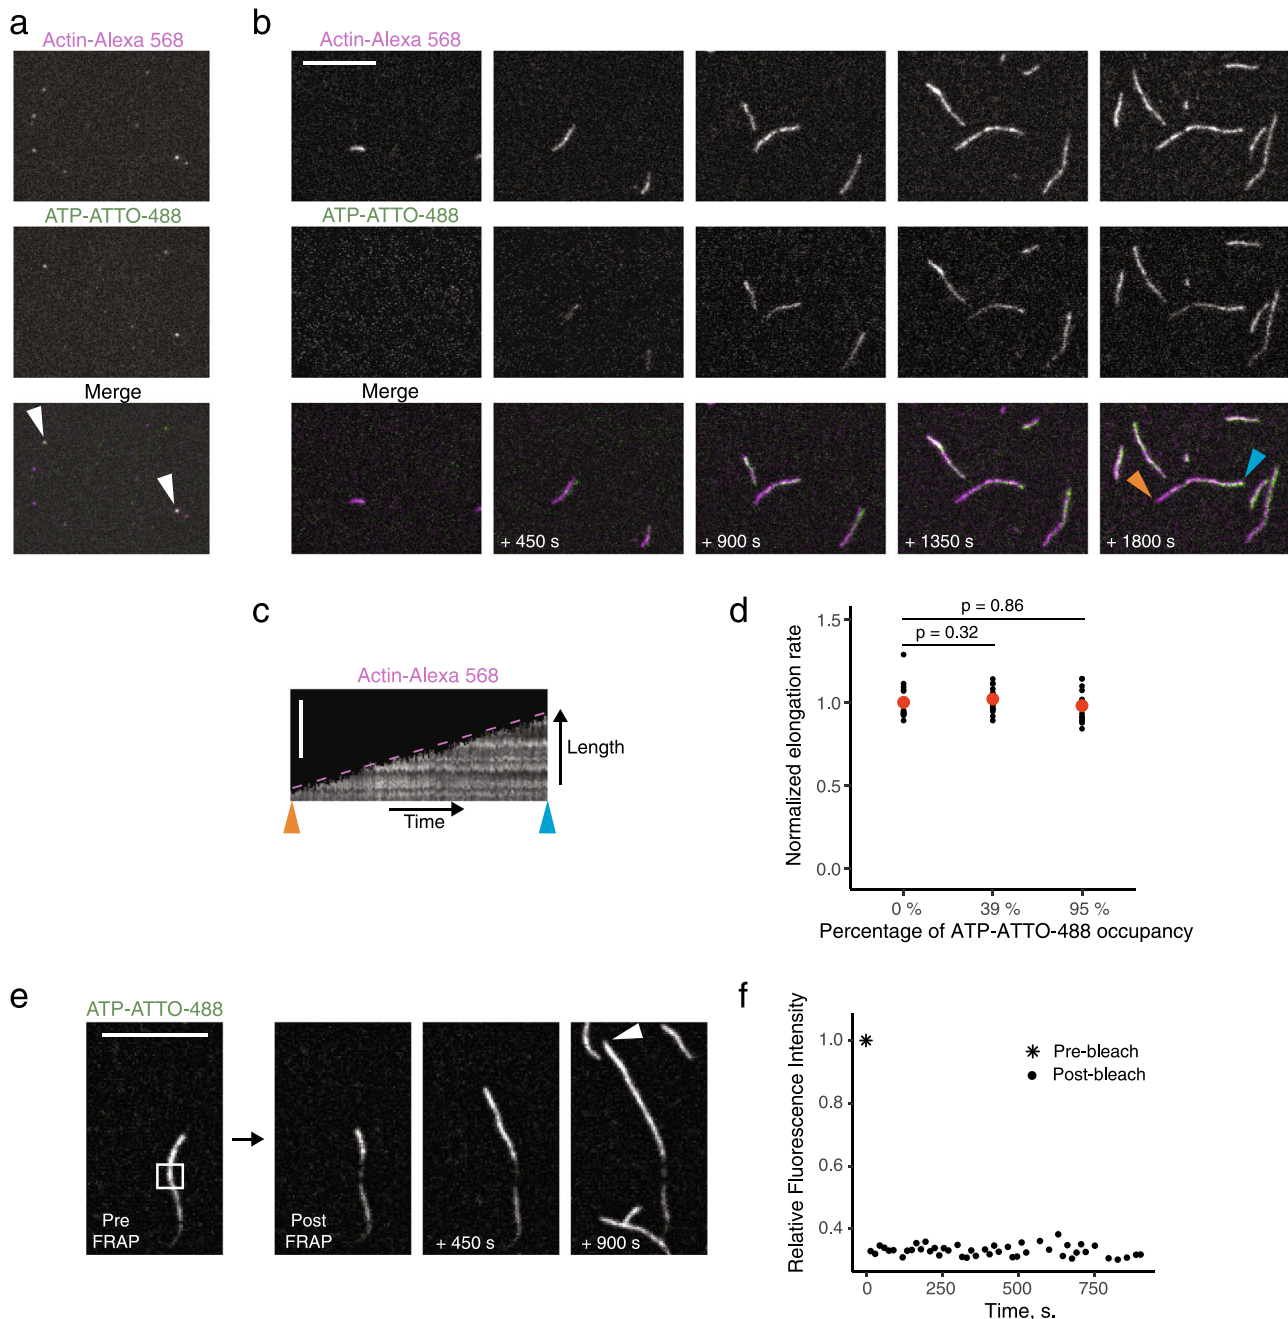 a
Actin-Alexa 568
ATP-ATTO-488
Merge
b
Actin-Alexa 568
ATP-ATTO-488
Merge
+ 450 s
+ 900 s
+ 1350 s
+ 1800 s
c
Actin-Alexa 568
Length
Time
d
Normalized elongation rate
1.5
1.0
0.5
0.0
p = 0.86
p = 0.32
0 %
39 %
95 %
Percentage of ATP-ATTO-488 occupancy
e
ATP-ATTO-488
Pre
FRAP
Post
FRAP
+ 450 s
+ 900 s
f
Relative Fluorescence Intensity
1.0
0.8
0.6
0.4
Pre-bleach
Post-bleach
0
250
500
750
Time, s.